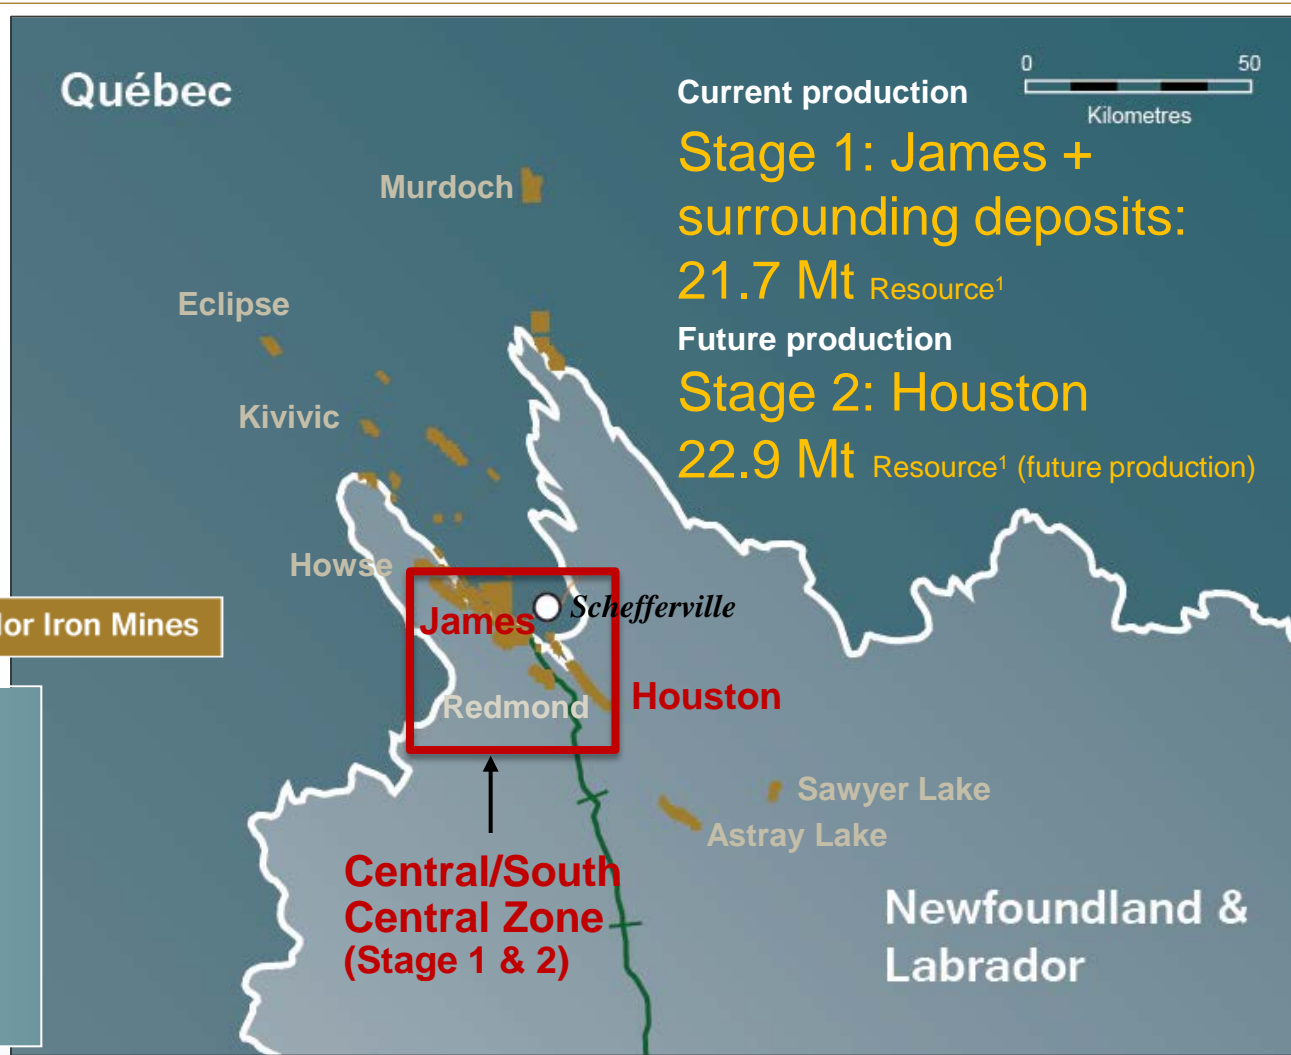 Québec
0 50
Kilometres
Current production
Stage 1: James +
surrounding deposits:
21.7 Mt Resource¹
Future production
Stage 2: Houston
22.9 Mt Resource¹ (future production)
Murdoch
Eclipse
Kivivic
Howse
James
Schefferville
Iron Mines
Redmond
Houston
Sawyer Lake
Astray Lake
Central/South
Central Zone
(Stage 1 & 2)
Newfoundland &
Labrador